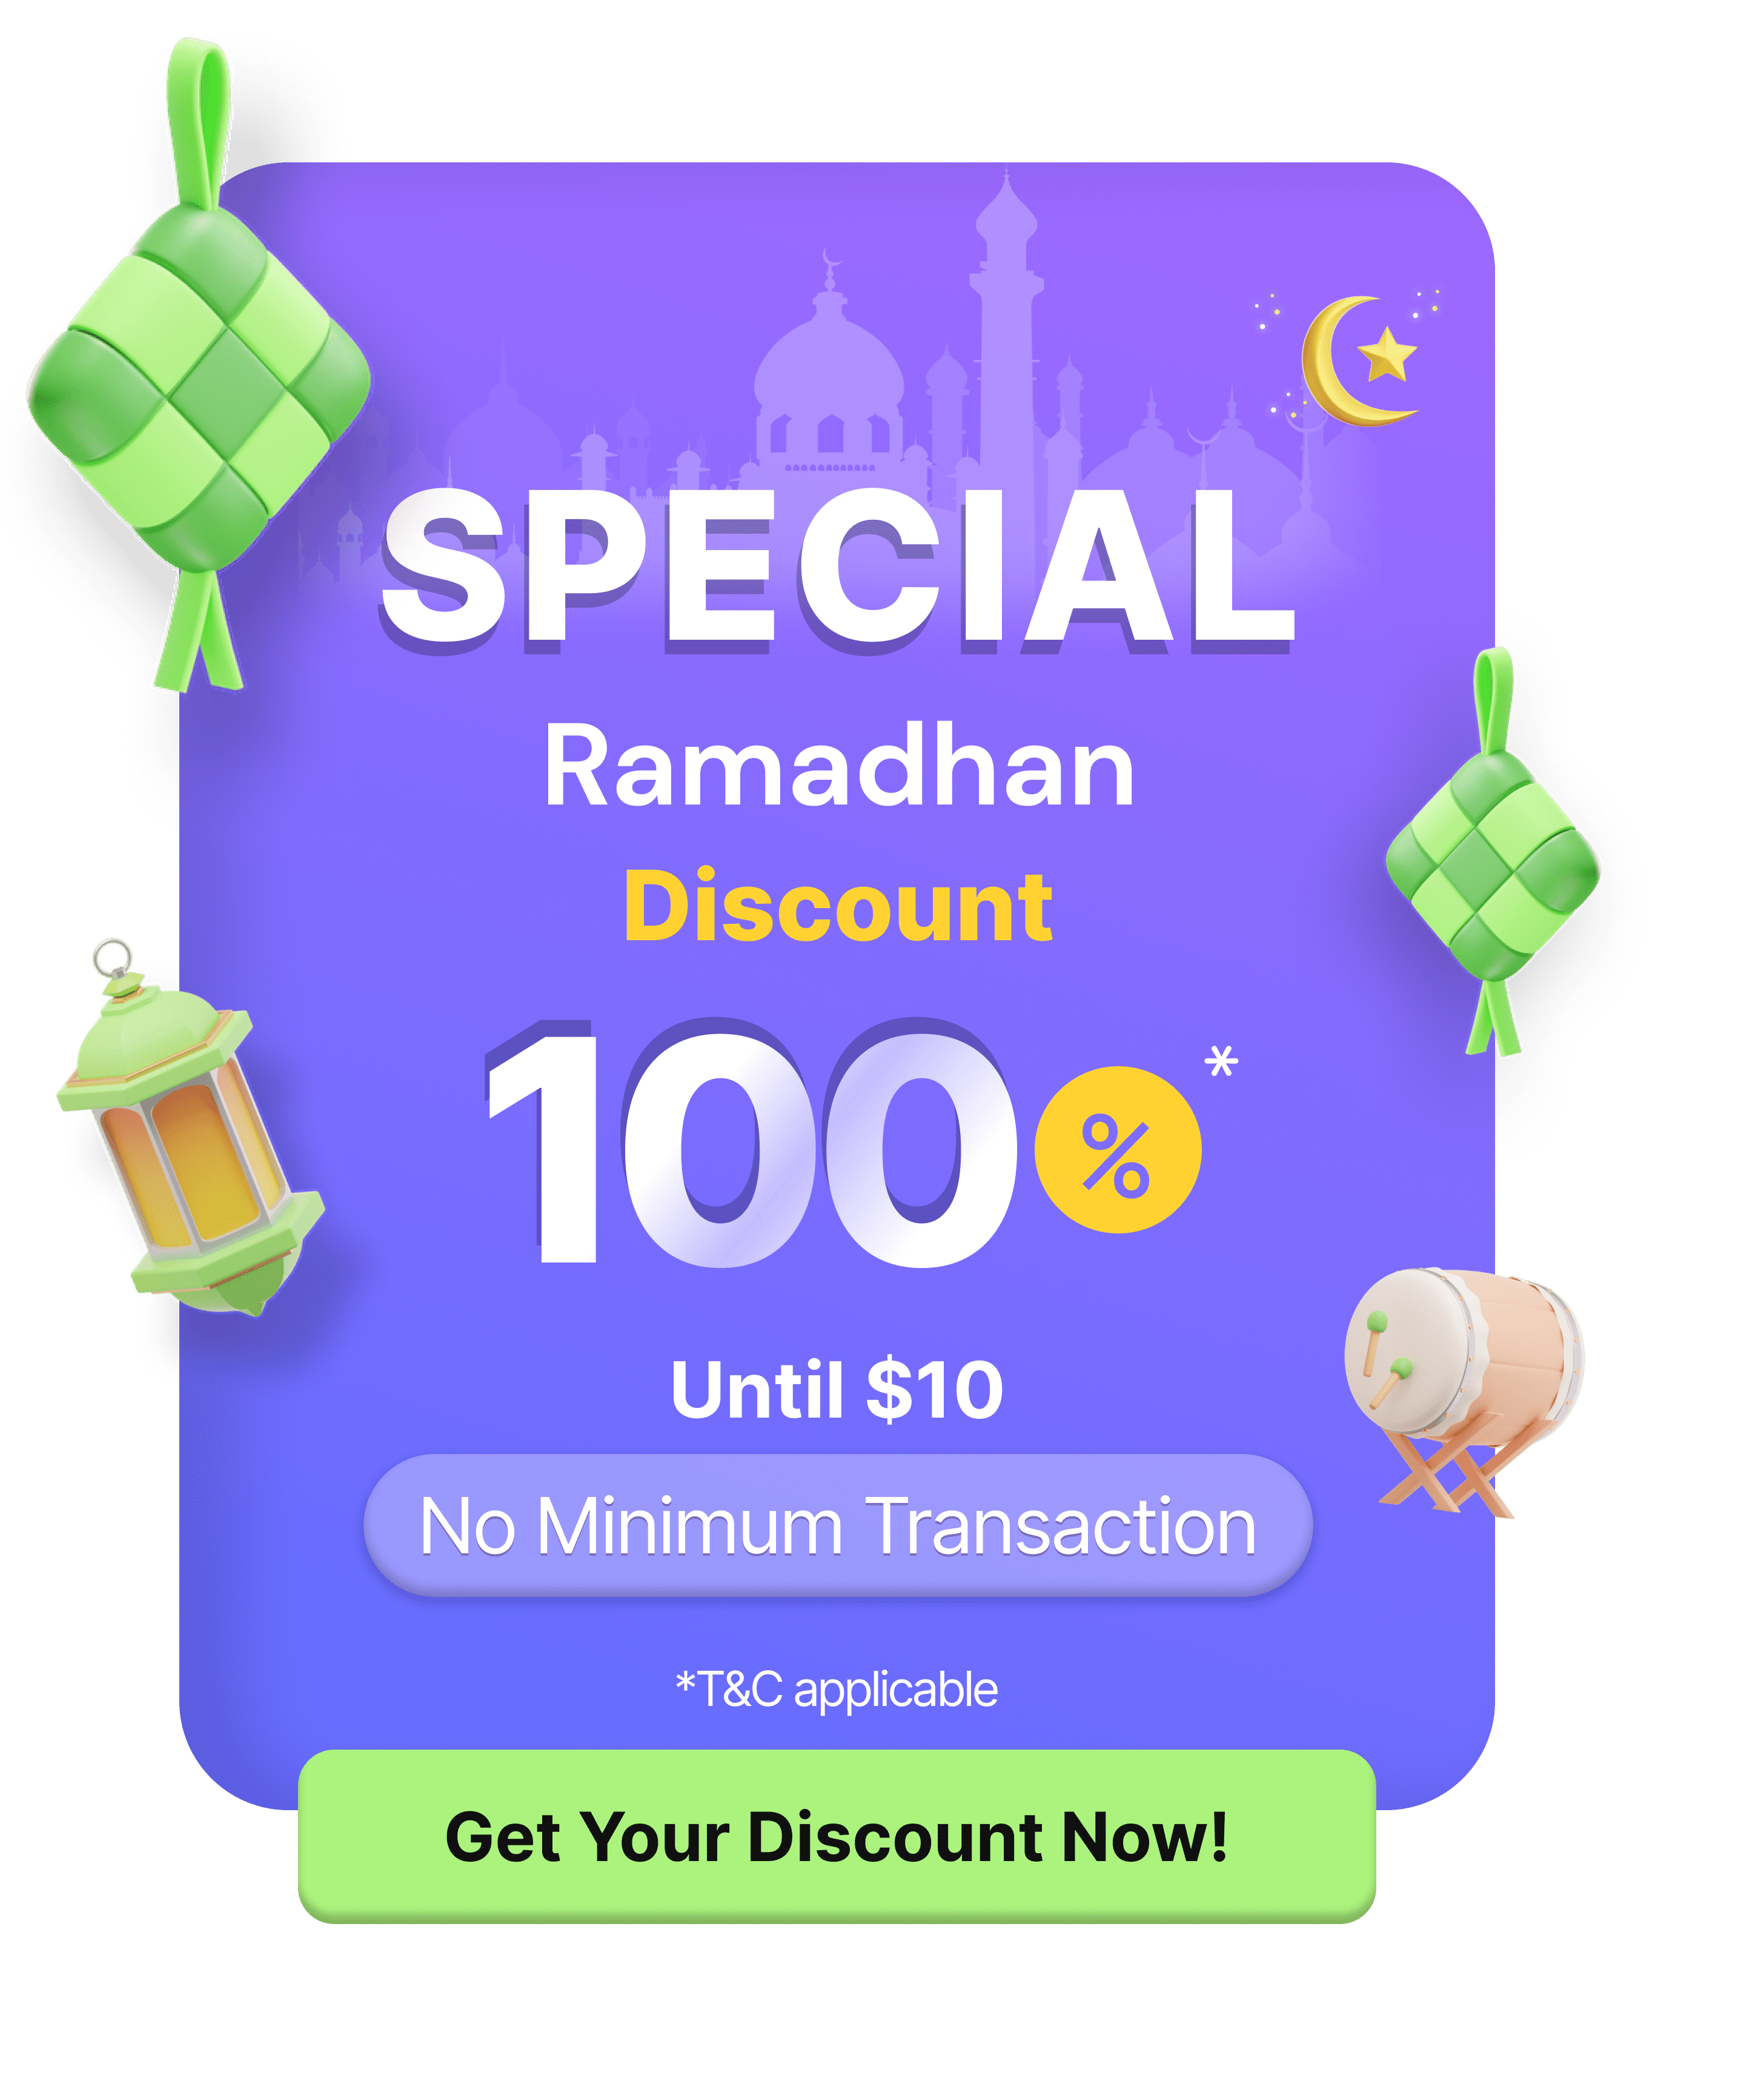 SPECIAL
Ramadhan
Discount
100%*
Until $10
No Minimum Transaction
*T&C applicable
Get Your Discount Now!